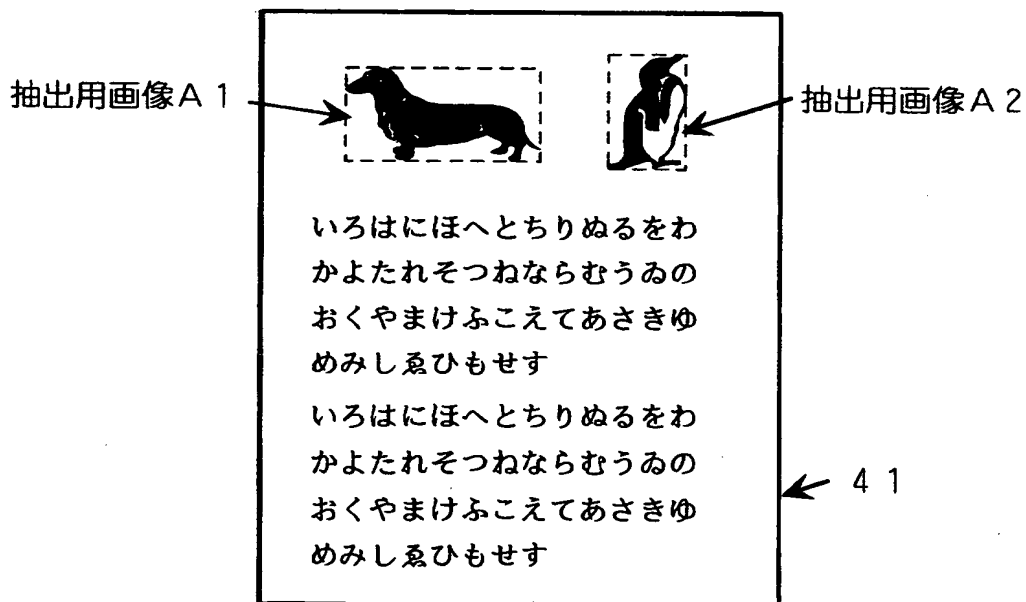 抽出用画像A1
抽出用画像A2
いろはにほへとちりぬるをわ
かよたれそつねならむうゐの
おくやまけふこえてあさきゆ
めみしゑひもせす
いろはにほへとちりぬるをわ
かよたれそつねならむうゐの
おくやまけふこえてあさきゆ
めみしゑひもせす
41